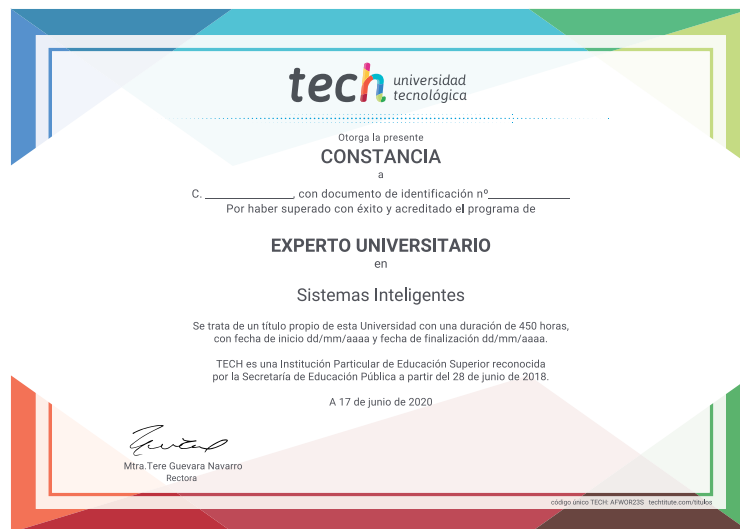 tech universidad
tecnológica
Otorga la presente
CONSTANCIA
a
C. ______________, con documento de identificación nº______________
Por haber superado con éxito y acreditado el programa de
EXPERTO UNIVERSITARIO
en
Sistemas Inteligentes
Se trata de un título propio de esta Universidad con una duración de 450 horas,
con fecha de inicio dd/mm/aaaa y fecha de finalización dd/mm/aaaa.
TECH es una Institución Particular de Educación Superior reconocida
por la Secretaría de Educación Pública a partir del 28 de junio de 2018.
A 17 de junio de 2020
Mtra.Tere Guevara Navarro
Rectora
código único TECH: AFWOR23S techtitute.com/titulos